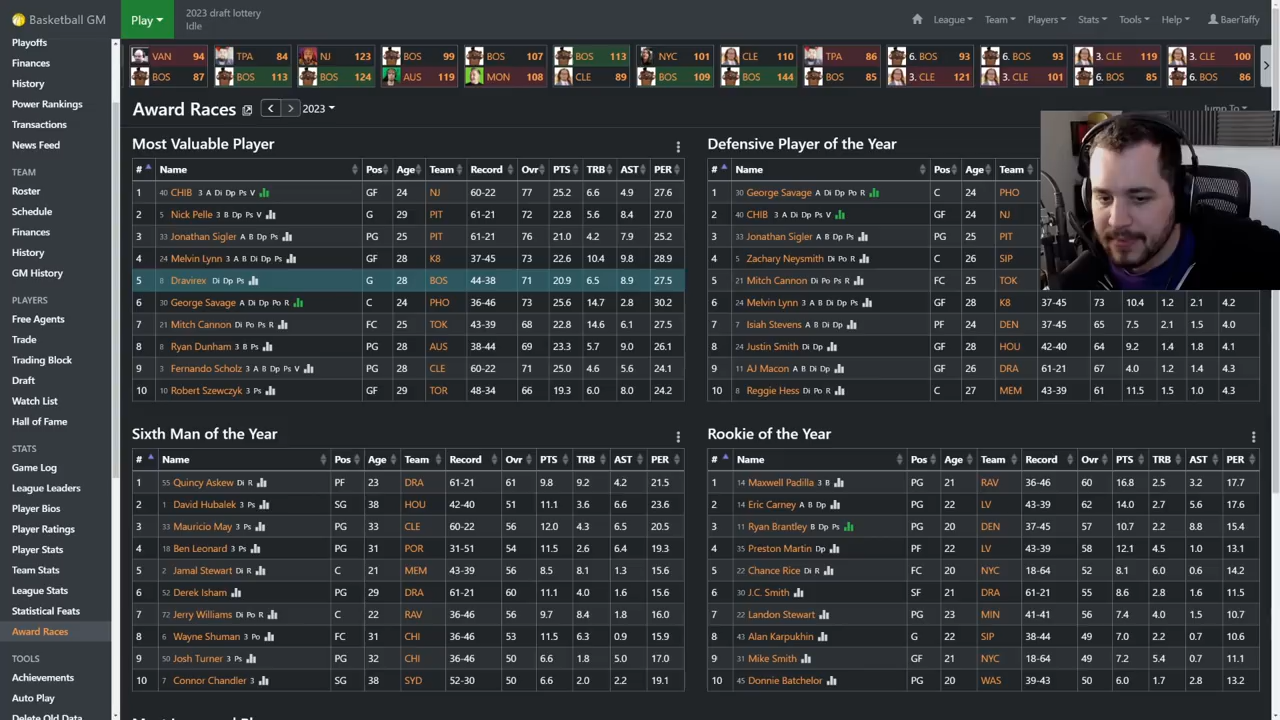 Basketball GM
Play
2023 draft lottery
Idle
League
Team
Players
Stats
Tools
Help
BaerTaffy
VAN 94
BOS 87
TPA 84
BOS 113
NJ 123
BOS 124
BOS 99
AUS 119
BOS 107
MON 108
BOS 113
CLE 89
NYC 101
BOS 109
CLE 110
BOS 144
TPA 86
BOS 85
6. BOS 93
3. CLE 121
6. BOS 93
3. CLE 101
3. CLE 119
6. BOS 85
3. CLE 100
6. BOS 86
Playoffs
Finances
History
Power Rankings
Transactions
News Feed
TEAM
Roster
Schedule
Finances
History
GM History
PLAYERS
Free Agents
Trade
Trading Block
Draft
Watch List
Hall of Fame
STATS
Game Log
League Leaders
Player Bios
Player Ratings
Player Stats
Team Stats
League Stats
Statistical Feats
Award Races
TOOLS
Achievements
Auto Play
Delete Old Data
Award Races
2023
Jump To
Most Valuable Player
# Name Pos Age Team Record Ovr PTS TRB AST PER
1 40 CHIB 3 A Di Dp Ps V GF 24 NJ 60-22 77 25.2 6.6 4.9 27.6
2 5 Nick Pelle 3 B Dp Ps V G 29 PIT 61-21 72 22.8 5.6 8.4 27.0
3 33 Jonathan Sigler A B Dp Ps PG 25 PIT 61-21 76 21.0 4.2 7.9 25.2
4 24 Melvin Lynn 3 A B Di Dp Ps GF 28 K8 37-45 73 22.6 10.4 9.8 28.9
5 8 Dravirex Di Dp Ps G 28 BOS 44-38 71 20.9 6.5 8.9 27.5
6 30 George Savage A Di Dp Po R C 24 PHO 36-46 73 25.6 14.7 2.8 30.2
7 21 Mitch Cannon Di Po Ps R FC 25 TOK 43-39 68 22.8 14.6 6.1 27.5
8 8 Ryan Dunham 3 B Ps PG 28 AUS 38-44 69 23.3 5.7 9.0 26.1
9 3 Fernando Scholz 3 A B Dp Ps V PG 28 CLE 60-22 71 25.0 4.6 5.6 24.1
10 10 Robert Szewczyk 3 Ps GF 29 TOR 48-34 66 19.3 6.0 8.0 24.2
Defensive Player of the Year
# Name Pos Age Team
1 30 George Savage A Di Dp Po R C 24 PHO
2 40 CHIB 3 A Di Dp Ps V GF 24 NJ
3 33 Jonathan Sigler A B Dp Ps PG 25 PIT
4 5 Zachary Neysmith Di Dp C 26 SIP
5 21 Mitch Cannon Di Po Ps R FC 25 TOK
6 24 Melvin Lynn 3 A B Di Dp Ps GF 28 K8 37-45 73 10.4 1.2 2.1 4.2
7 7 Isiah Stevens A B Di Dp PF 24 DEN 37-45 65 7.5 2.1 1.5 4.0
8 24 Justin Smith Di Dp GF 28 HOU 42-40 64 9.2 1.4 1.8 4.1
9 11 AJ Macon A B Di Dp GF 26 DRA 61-21 67 4.0 1.2 1.4 4.3
10 8 Reggie Hess Di Po R C 27 MEM 43-39 61 11.5 1.5 1.0 4.3
Sixth Man of the Year
# Name Pos Age Team Record Ovr PTS TRB AST PER
1 55 Quincy Askew Di R PF 23 DRA 61-21 61 9.8 9.2 4.2 21.5
2 1 David Hubalek 3 Ps SG 38 HOU 42-40 51 11.1 3.6 6.6 23.6
3 33 Mauricio May 3 Ps PG 33 CLE 60-22 56 12.0 4.3 6.5 20.5
4 18 Ben Leonard 3 Ps PG 31 POR 31-51 54 11.5 2.6 6.4 19.3
5 2 Jamal Stewart Di R C 21 MEM 43-39 56 8.5 8.1 1.3 15.6
6 52 Derek Isham PG 29 DRA 61-21 60 11.1 4.0 1.6 15.6
7 72 Jerry Williams Di Po R C 22 RAV 36-46 56 9.7 8.4 1.8 16.0
8 6 Wayne Shuman 3 Po FC 31 CHI 36-46 53 11.5 6.3 0.9 15.9
9 50 Josh Turner 3 Ps PG 32 CHI 36-46 50 6.6 1.8 5.0 17.0
10 7 Connor Chandler 3 SG 38 SYD 52-30 50 6.6 2.0 2.2 19.1
Rookie of the Year
# Name Pos Age Team Record Ovr PTS TRB AST PER
1 14 Maxwell Padilla 3 B PG 21 RAV 36-46 60 16.8 2.5 3.2 17.7
2 14 Eric Carney A B Dp PG 21 LV 43-39 62 14.0 2.7 5.6 17.6
3 11 Ryan Brantley B Dp Ps PG 20 DEN 37-45 57 10.7 2.2 8.8 15.4
4 35 Preston Martin Dp PF 22 LV 43-39 58 12.1 4.5 1.0 13.1
5 22 Chance Rice Di R FC 20 NYC 18-64 52 8.1 6.0 0.6 14.2
6 30 J.C. Smith SF 21 DRA 61-21 55 8.6 2.8 1.6 11.5
7 22 Landon Stewart PG 23 MIN 41-41 56 7.4 4.0 1.5 10.7
8 43 Alan Karpukhin G 22 SIP 38-44 49 7.0 2.2 0.7 10.6
9 31 Mike Smith GF 21 NYC 18-64 49 7.2 5.4 0.7 11.1
10 45 Donnie Batchelor PG 20 WAS 39-43 50 6.0 1.7 2.8 13.2